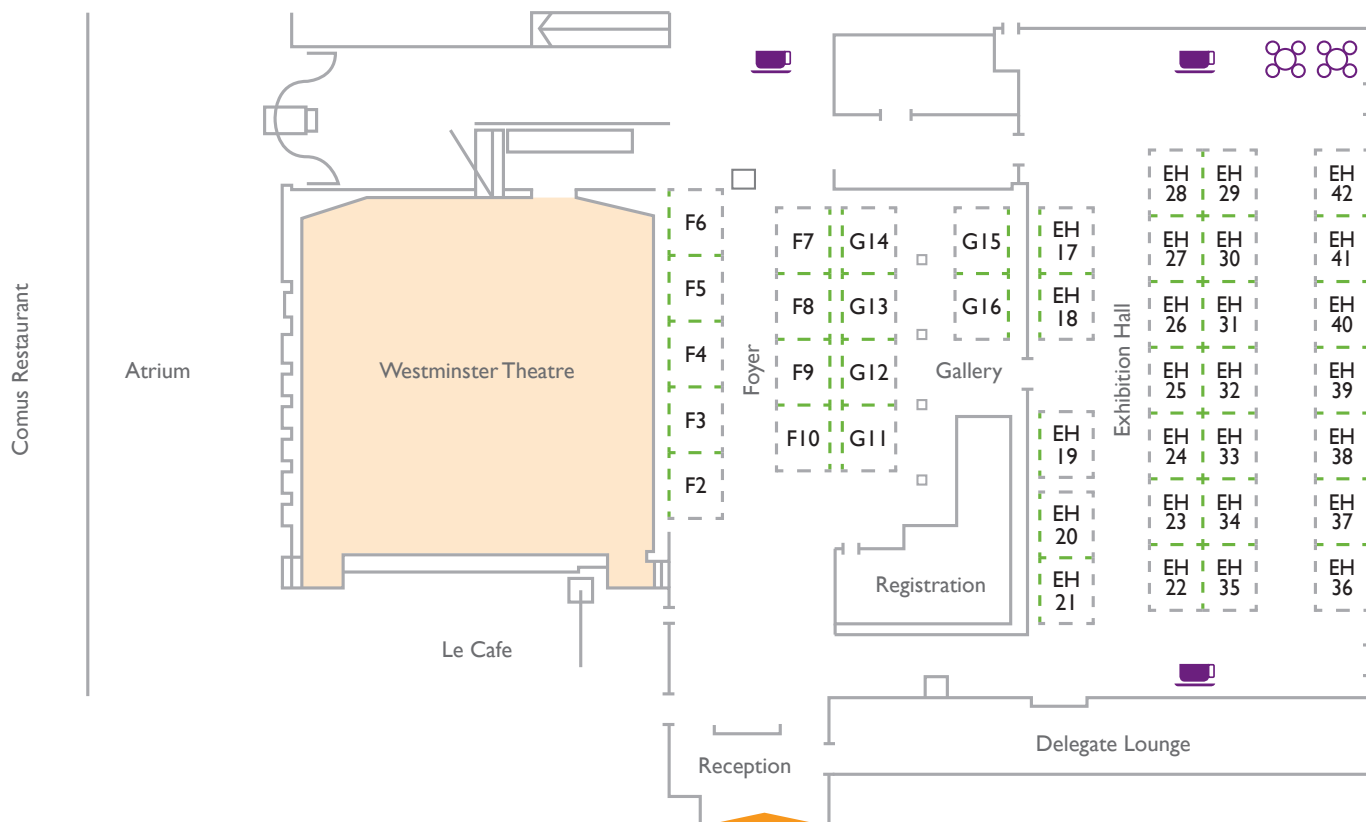 Comus Restaurant
Atrium
Westminster Theatre
Le Cafe
F6
F5
F4
F3
F2
Foyer
F7
F8
F9
F10
G14
G13
G12
G11
G15
G16
Gallery
Registration
Reception
EH
17
EH
18
EH
19
EH
20
EH
21
Exhibition Hall
EH
28
EH
27
EH
26
EH
25
EH
24
EH
23
EH
22
EH
29
EH
30
EH
31
EH
32
EH
33
EH
34
EH
35
EH
42
EH
41
EH
40
EH
39
EH
38
EH
37
EH
36
Delegate Lounge